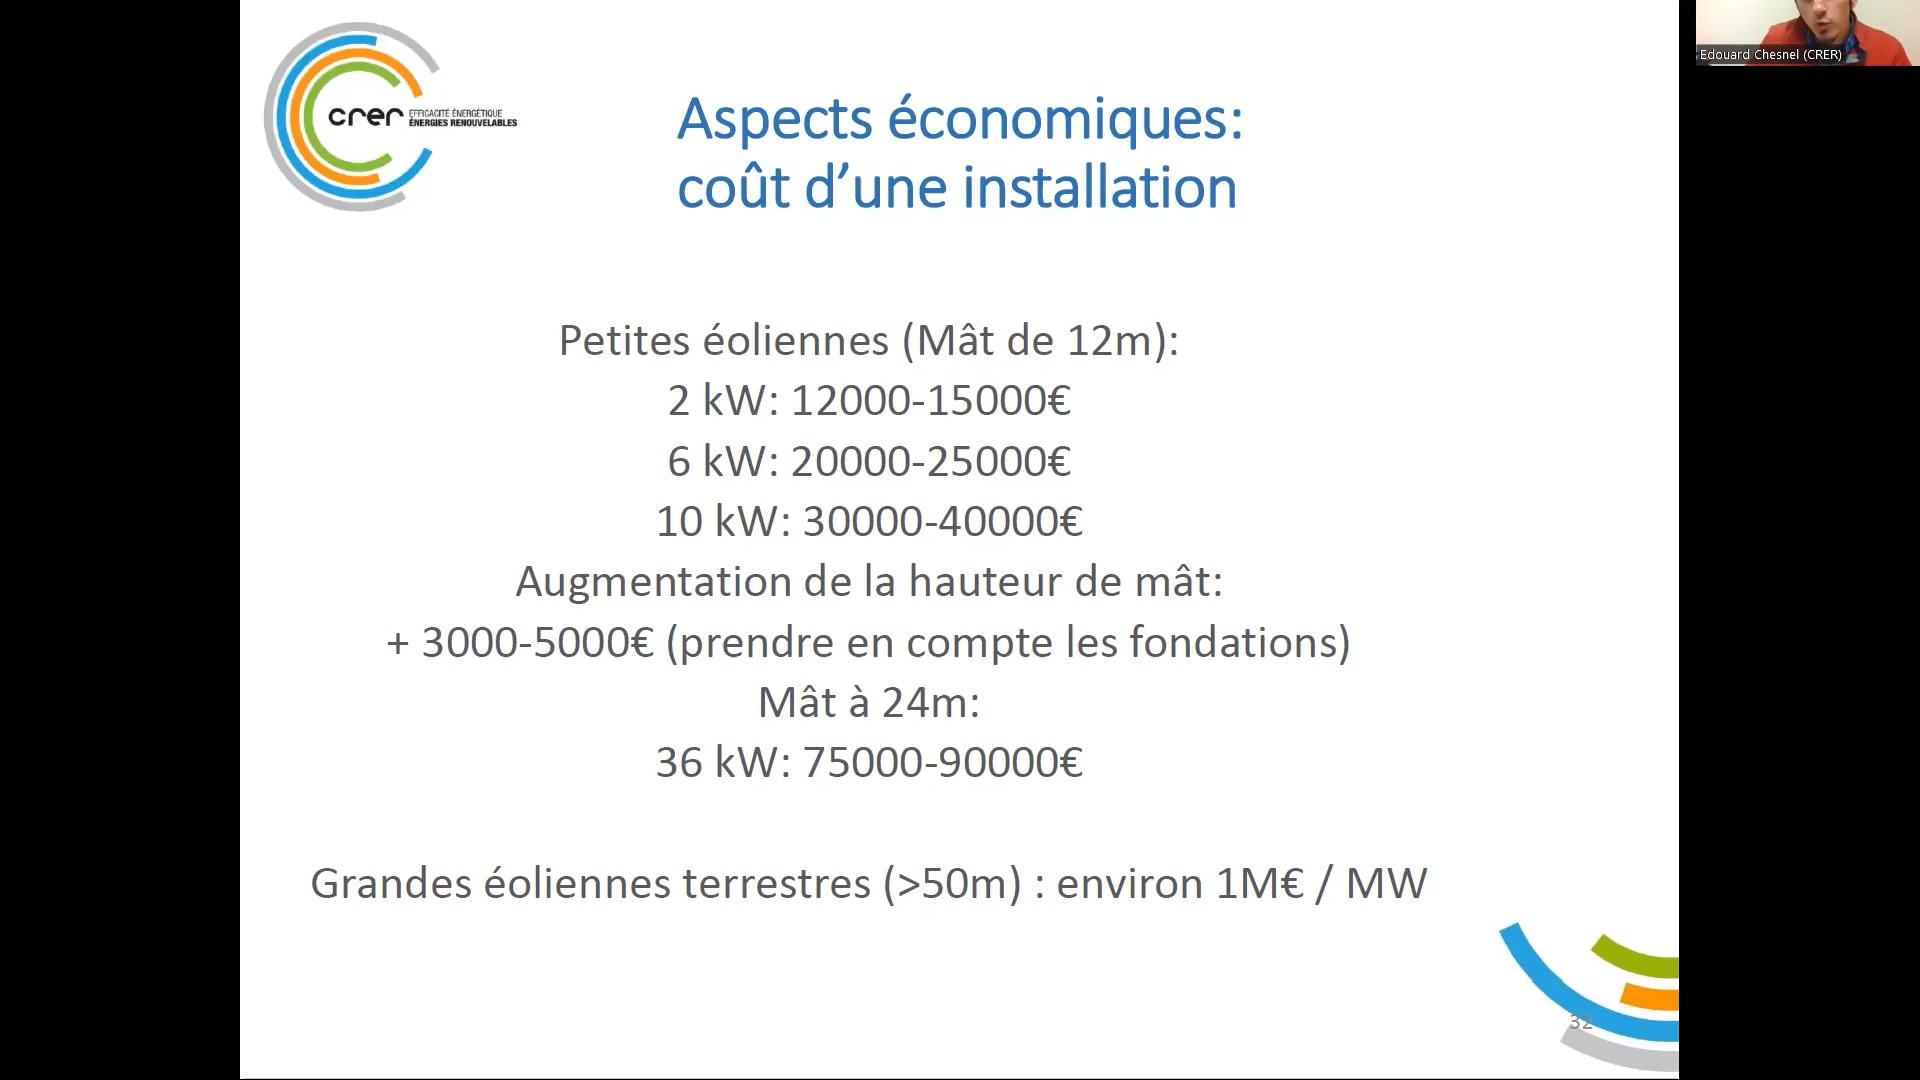 crer
EFFICACITÉ ÉNERGÉTIQUE
ÉNERGIES RENOUVELABLES
Edouard Chesnel (CRER)
Aspects économiques:
coût d’une installation
Petites éoliennes (Mât de 12m):
2 kW: 12000-15000€
6 kW: 20000-25000€
10 kW: 30000-40000€
Augmentation de la hauteur de mât:
+ 3000-5000€ (prendre en compte les fondations)
Mât à 24m:
36 kW: 75000-90000€
Grandes éoliennes terrestres (>50m) : environ 1M€ / MW
32